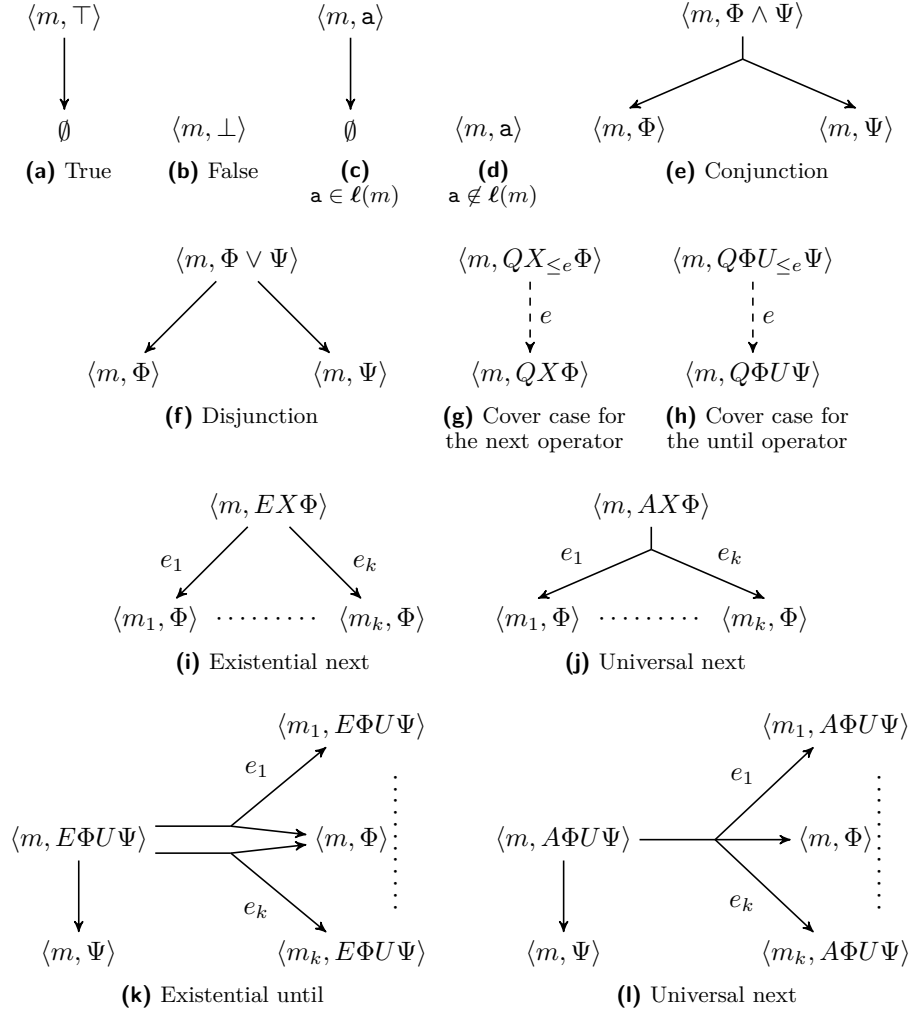 ⟨m, ⊤⟩ ⟨m, a⟩ ⟨m, Φ ∧ Ψ⟩
∅ ⟨m, ⊥⟩ ∅ ⟨m, a⟩ ⟨m, Φ⟩ ⟨m, Ψ⟩
(a) True (b) False (c) (d) (e) Conjunction
a ∈ ℓ(m) a ∉ ℓ(m)
⟨m, Φ ∨ Ψ⟩ ⟨m, QX≤eΦ⟩ ⟨m, QΦU≤eΨ⟩
e e
⟨m, Φ⟩ ⟨m, Ψ⟩ ⟨m, QXΦ⟩ ⟨m, QΦUΨ⟩
(f) Disjunction (g) Cover case for (h) Cover case for
the next operator the until operator
⟨m, EXΦ⟩ ⟨m, AXΦ⟩
e1 ek e1 ek
⟨m1, Φ⟩ ········· ⟨mk, Φ⟩ ⟨m1, Φ⟩ ········· ⟨mk, Φ⟩
(i) Existential next (j) Universal next
⟨m1, EΦUΨ⟩ ⟨m1, AΦUΨ⟩
e1 e1
⟨m, EΦUΨ⟩ ⟨m, Φ⟩ ⟨m, AΦUΨ⟩ ⟨m, Φ⟩
ek ek
⟨m, Ψ⟩ ⟨mk, EΦUΨ⟩ ⟨m, Ψ⟩ ⟨mk, AΦUΨ⟩
(k) Existential until (l) Universal next